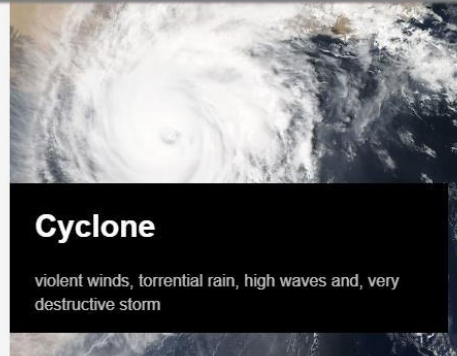 Cyclone
violent winds, torrential rain, high waves and, very
destructive storm